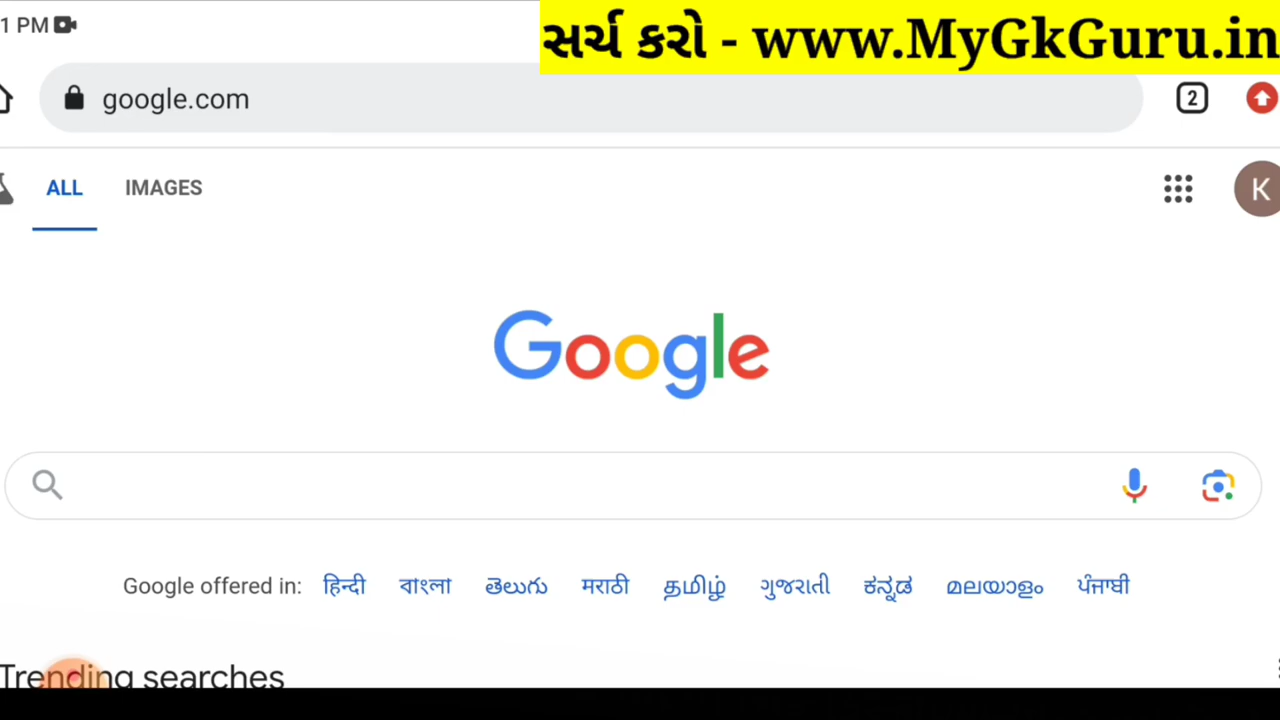 1 PM
સર્ચ કરો - www.MyGkGuru.in
google.com
2
ALL IMAGES
K
Google
Google offered in: हिन्दी বাংলা తెలుగు मराठी தமிழ் ગુજરાતી ಕನ್ನಡ മലയാളം ਪੰਜਾਬੀ
Trending searches